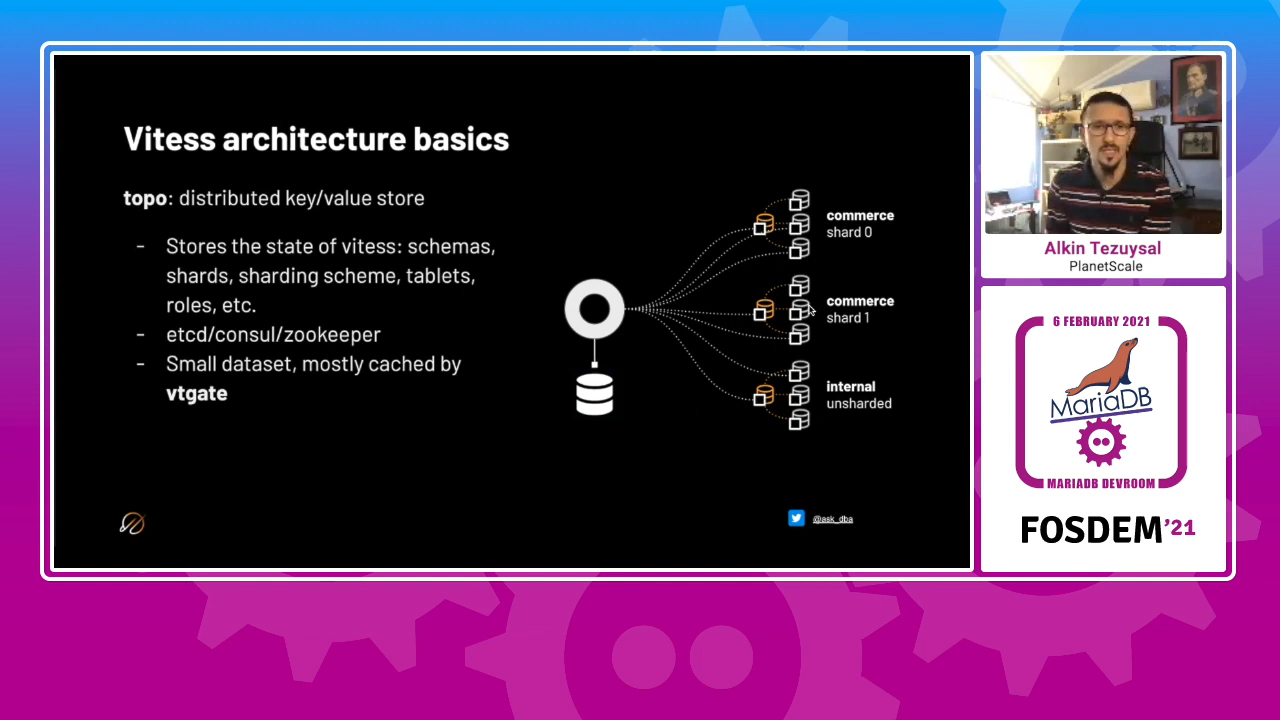 Vitess architecture basics
topo: distributed key/value store
- Stores the state of vitess: schemas,
shards, sharding scheme, tablets,
roles, etc.
- etcd/consul/zookeeper
- Small dataset, mostly cached by
vtgate
commerce
shard 0
commerce
shard 1
internal
unsharded
@ask_dba
Alkin Tezuysal
PlanetScale
6 FEBRUARY 2021
MariaDB
MARIADB DEVROOM
FOSDEM'21